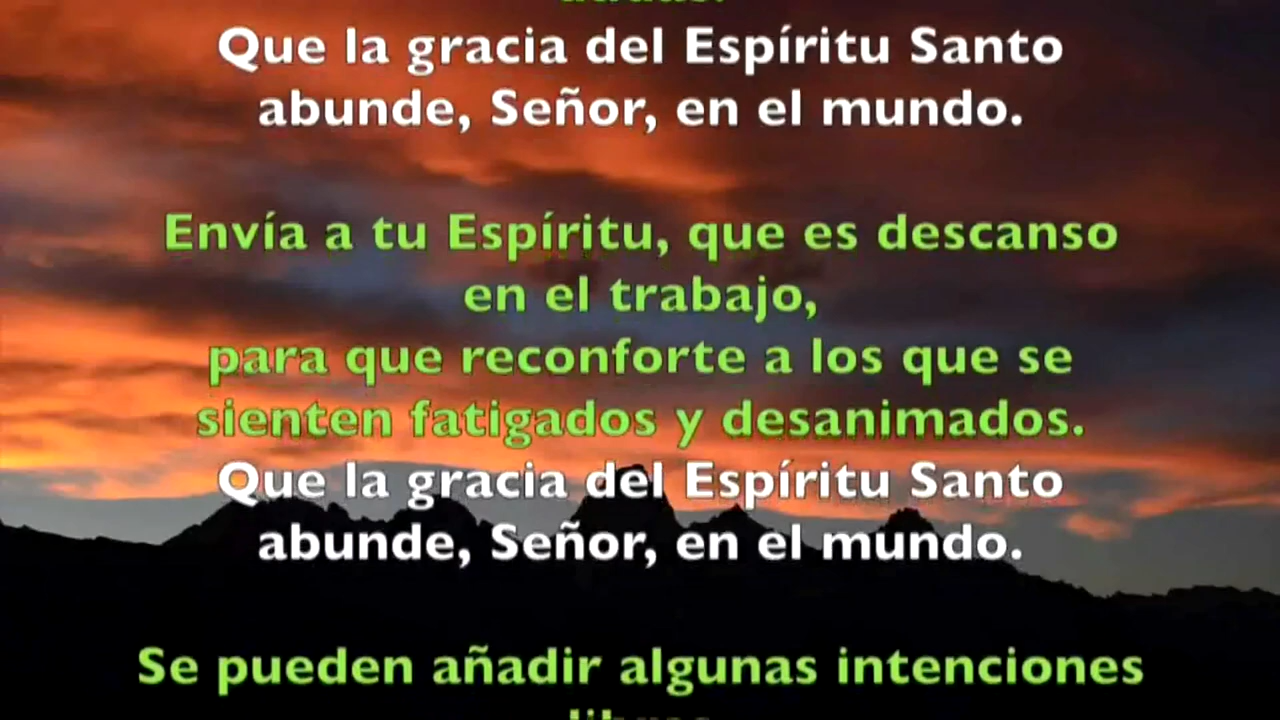 Que la gracia del Espíritu Santo
abunde, Señor, en el mundo.
Envía a tu Espíritu, que es descanso
en el trabajo,
para que reconforte a los que se
sienten fatigados y desanimados.
Que la gracia del Espíritu Santo
abunde, Señor, en el mundo.
Se pueden añadir algunas intenciones